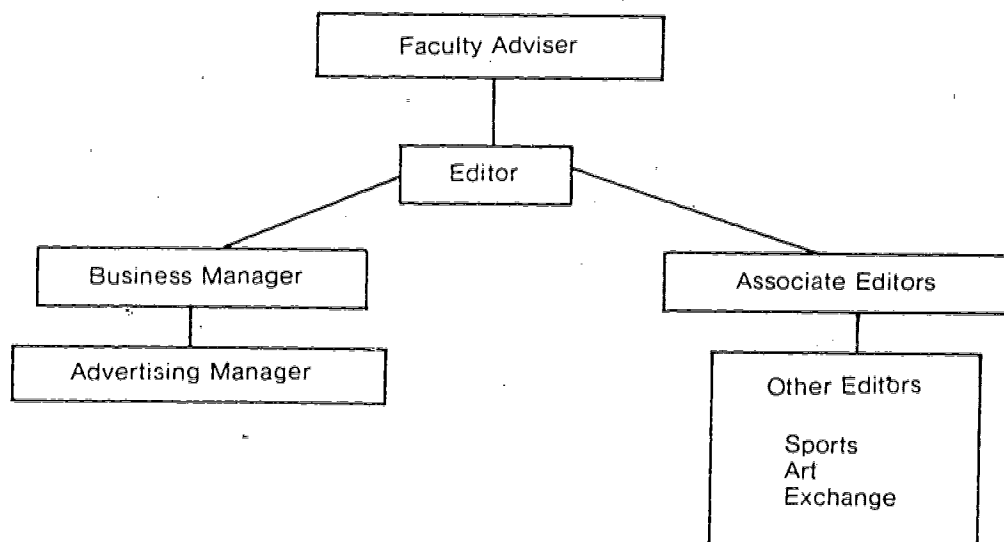 Faculty Adviser
Editor
Business Manager
Associate Editors
Advertising Manager
Other Editors
Sports
Art
Exchange